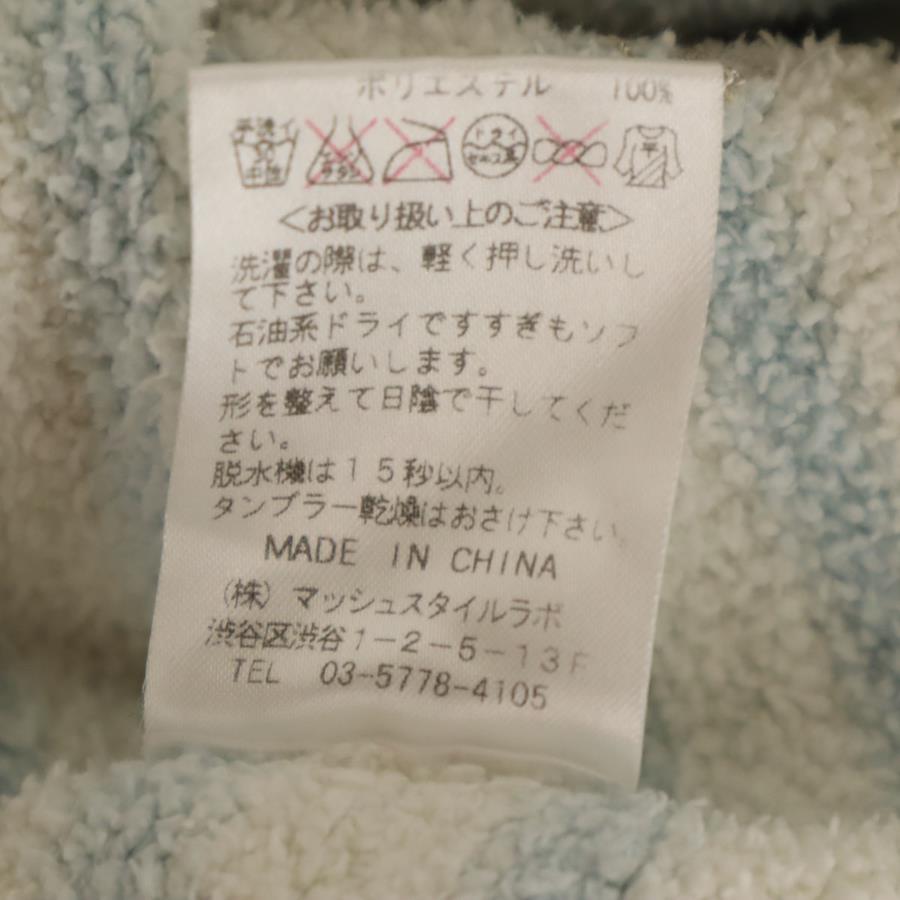 ポリエステル 100%
手洗イ 中性 エンソ サラシ ドライ セキユ系 平
<お取り扱い上のご注意>
洗濯の際は、軽く押し洗いし
て下さい。
石油系ドライですすぎもソフ
トでお願いします。
形を整えて日陰で干してくだ
さい。
脱水機は15秒以内。
タンブラー乾燥はおさけ下さい。
MADE IN CHINA
(株) マッシュスタイルラボ
渋谷区渋谷1-2-5-13F
TEL 03-5778-4105